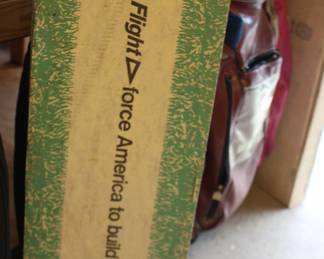 Flight force America to build